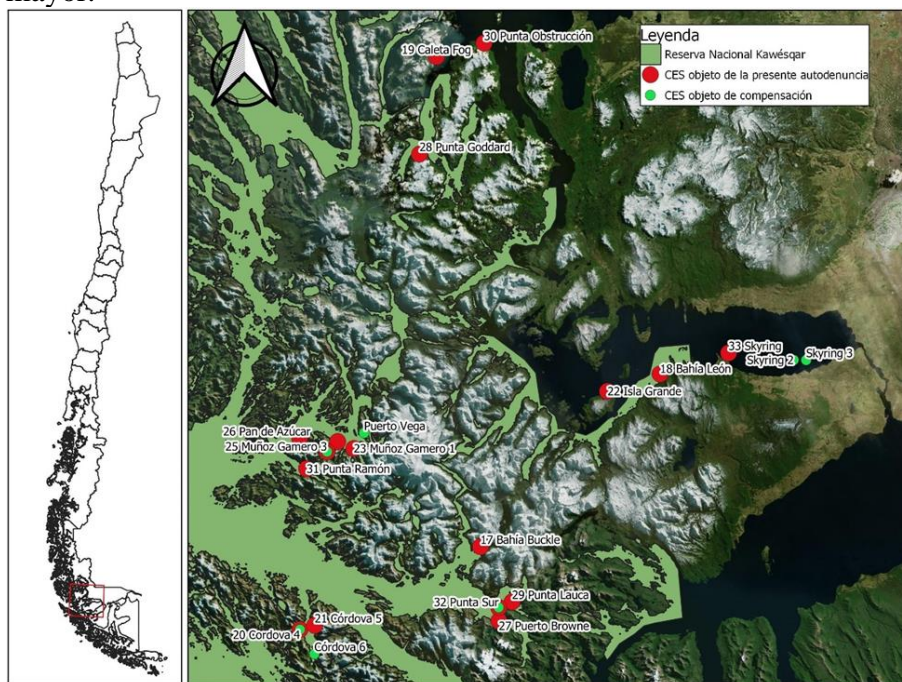 mayor.
30 Punta Obstrucción
19 Caleta Fog
Leyenda
Reserva Nacional Kawésqar
CES objeto de la presente autodenuncia
CES objeto de compensación
28 Punta Goddard
33 Skyring
Skyring 2
Skyring 3
18 Bahía León
22 Isla Grande
26 Pan de Azúcar
Puerto Vega
25 Muñoz Gamero 3
23 Muñoz Gamero 1
31 Punta Ramón
17 Bahía Buckle
29 Punta Lauca
32 Punta Sur
27 Puerto Browne
21 Córdova 5
20 Cordova 4
Córdova 6